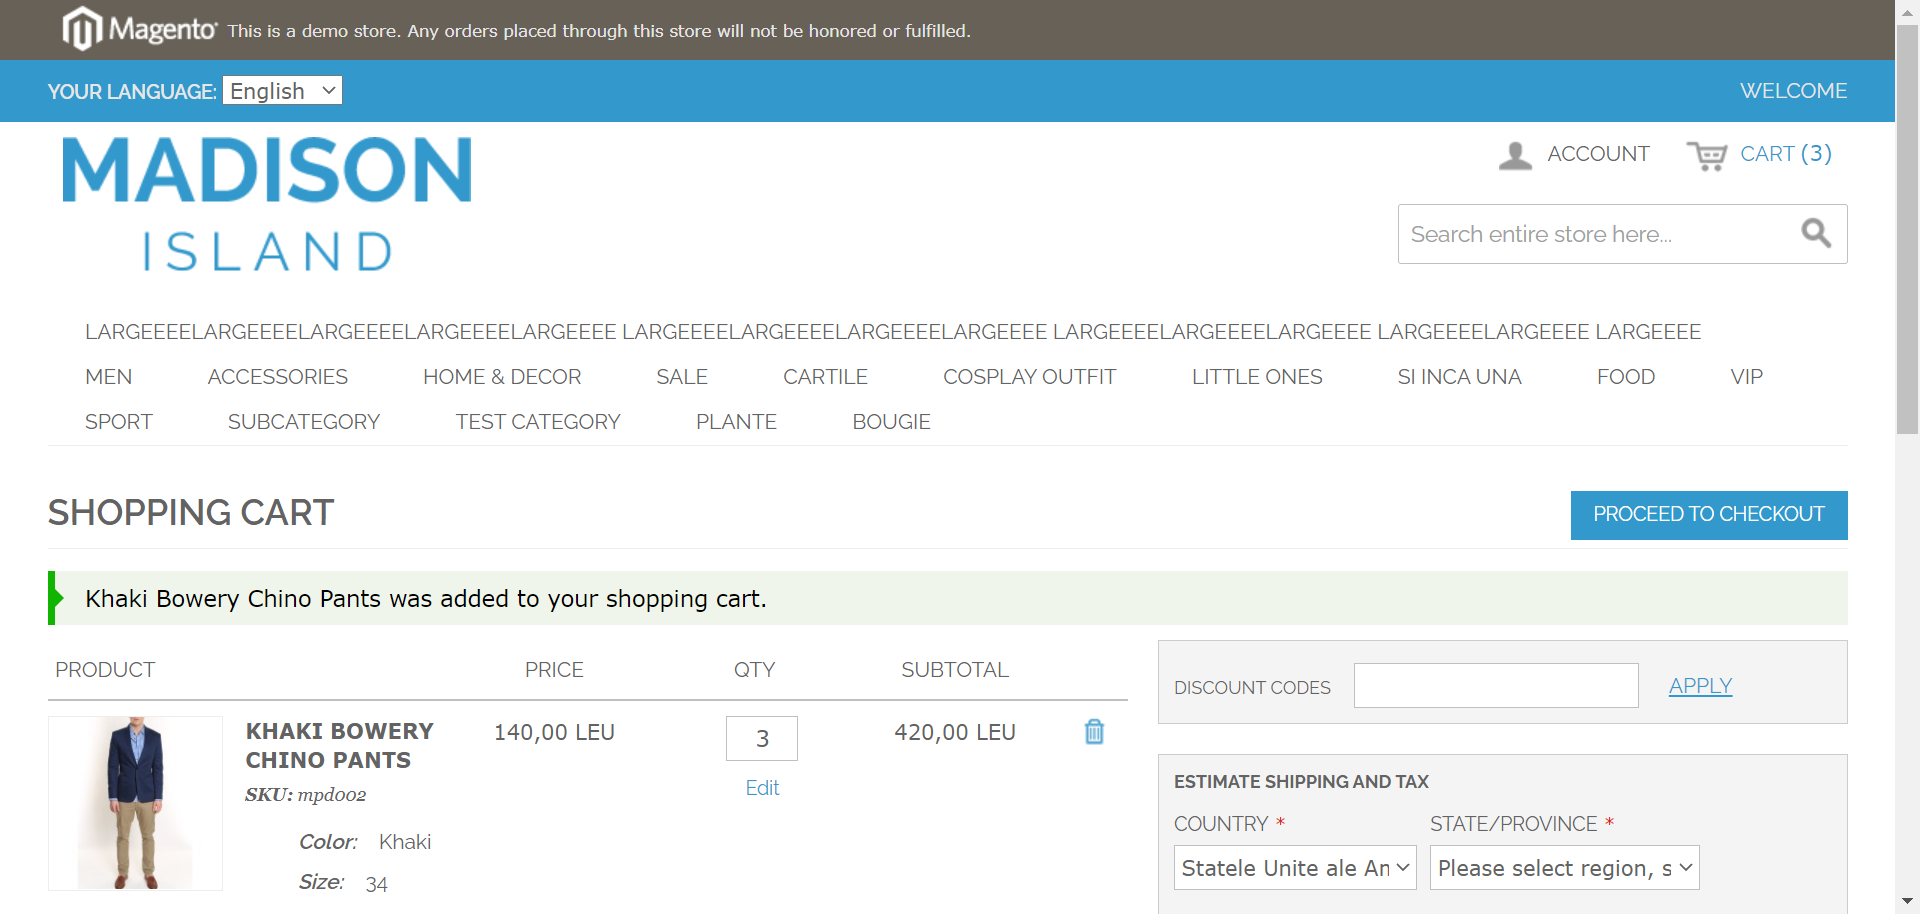 Magento This is a demo store. Any orders placed through this store will not be honored or fulfilled.
YOUR LANGUAGE: English WELCOME
MADISON
ISLAND
ACCOUNT CART (3)
Search entire store here...
LARGEEEELARGEEEELARGEEEELARGEEEELARGEEEE LARGEEEELARGEEEELARGEEEELARGEEEE LARGEEEELARGEEEELARGEEEE LARGEEEELARGEEEE LARGEEEE
MEN ACCESSORIES HOME & DECOR SALE CARTILE COSPLAY OUTFIT LITTLE ONES SI INCA UNA FOOD VIP
SPORT SUBCATEGORY TEST CATEGORY PLANTE BOUGIE
SHOPPING CART PROCEED TO CHECKOUT
Khaki Bowery Chino Pants was added to your shopping cart.
PRODUCT PRICE QTY SUBTOTAL
KHAKI BOWERY
CHINO PANTS
SKU: mpd002
Color: Khaki
Size: 34
140,00 LEU
3
Edit
420,00 LEU
DISCOUNT CODES APPLY
ESTIMATE SHIPPING AND TAX
COUNTRY * STATE/PROVINCE *
Statele Unite ale Am Please select region, s